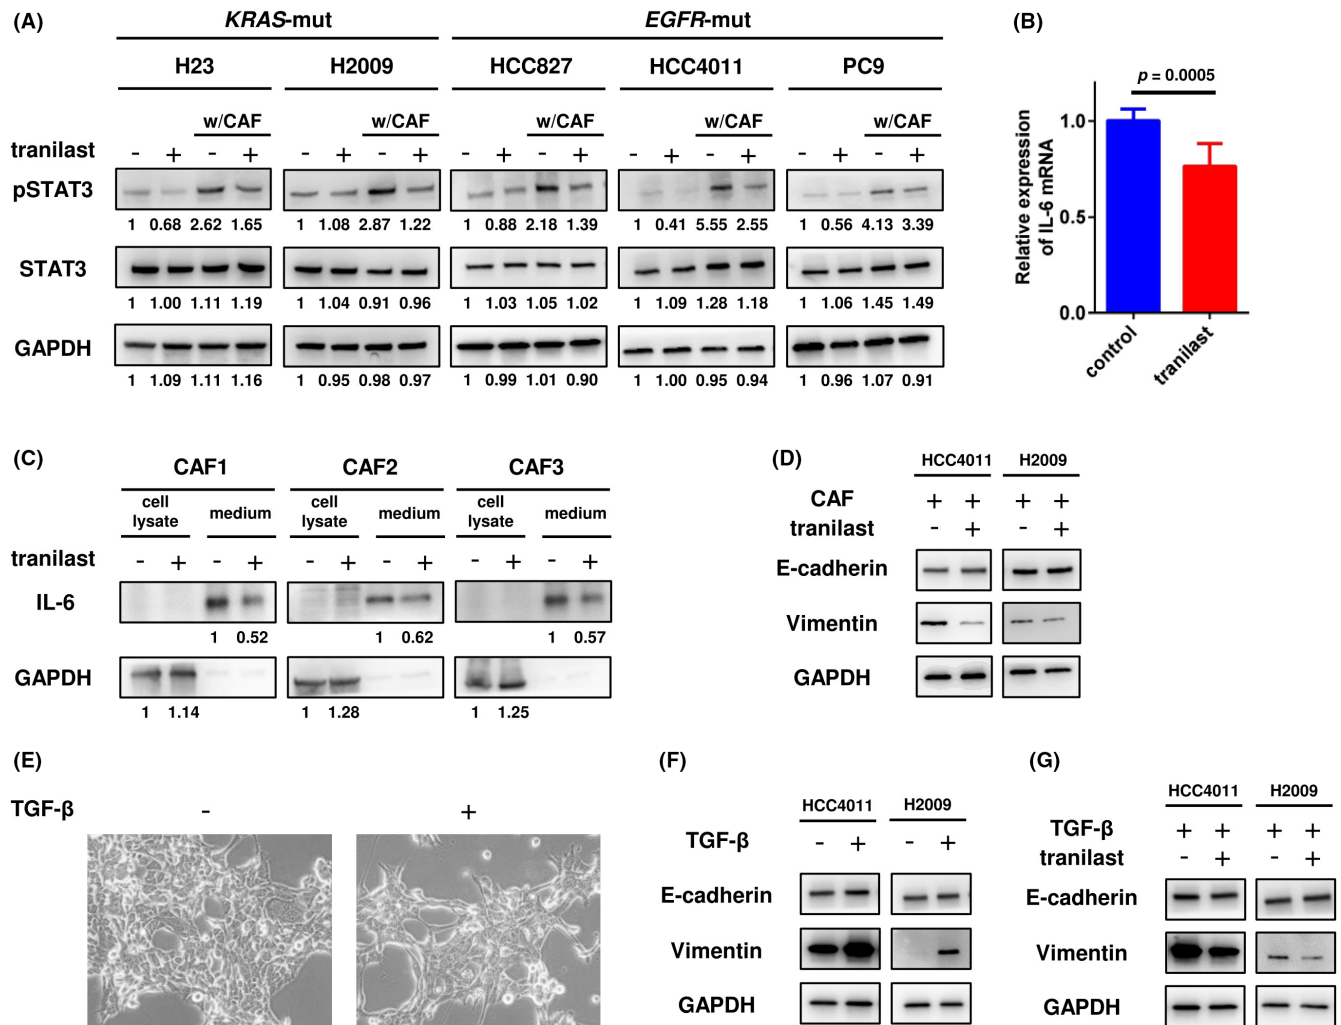 (A)
KRAS-mut EGFR-mut
H23 H2009 HCC827 HCC4011 PC9
w/CAF w/CAF w/CAF w/CAF w/CAF
tranilast - + - + - + - + - + - + - + - + - + - +
pSTAT3
1 0.68 2.62 1.65 1 1.08 2.87 1.22 1 0.88 2.18 1.39 1 0.41 5.55 2.55 1 0.56 4.13 3.39
STAT3
1 1.00 1.11 1.19 1 1.04 0.91 0.96 1 1.03 1.05 1.02 1 1.09 1.28 1.18 1 1.06 1.45 1.49
GAPDH
1 1.09 1.11 1.16 1 0.95 0.98 0.97 1 0.99 1.01 0.90 1 1.00 0.95 0.94 1 0.96 1.07 0.91
(B)
p = 0.0005
Relative expression
of IL-6 mRNA
1.0
0.5
0.0
control
tranilast
(C)
CAF1 CAF2 CAF3
cell
lysate
medium
cell
lysate
medium
cell
lysate
medium
tranilast - + - + - + - + - + - +
IL-6
1 0.52 1 0.62 1 0.57
GAPDH
1 1.14 1 1.28 1 1.25
(D)
HCC4011 H2009
CAF + + + +
tranilast - + - +
E-cadherin
Vimentin
GAPDH
(E)
TGF-β - +
(F)
HCC4011 H2009
TGF-β - + - +
E-cadherin
Vimentin
GAPDH
(G)
HCC4011 H2009
TGF-β + + + +
tranilast - + - +
E-cadherin
Vimentin
GAPDH